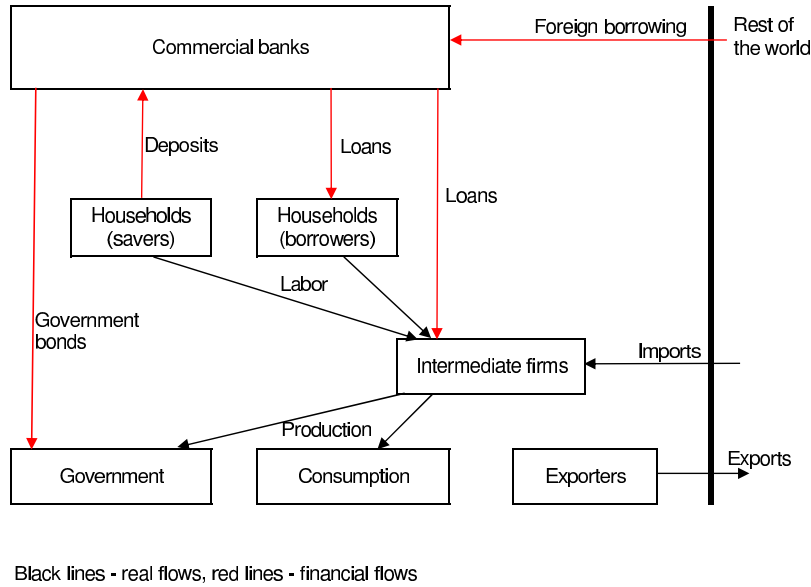 Commercial banks
Foreign borrowing
Rest of
the world
Deposits
Loans
Loans
Households
(savers)
Households
(borrowers)
Labor
Government
bonds
Intermediate firms
Imports
Production
Government
Consumption
Exporters
Exports
Black lines - real flows, red lines - financial flows